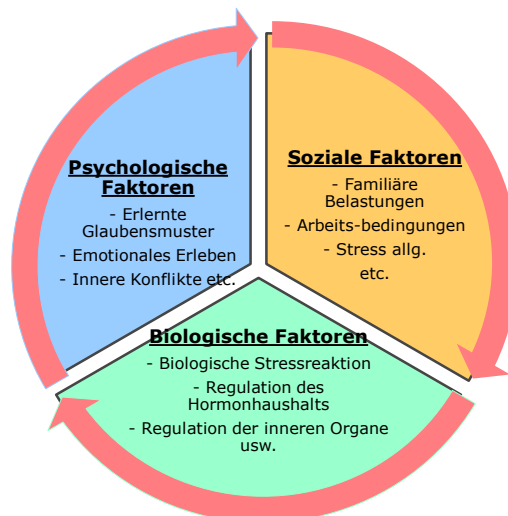 Psychologische
Faktoren
- Erlernte
Glaubensmuster
- Emotionales Erleben
- Innere Konflikte etc.
Soziale Faktoren
- Familiäre
Belastungen
- Arbeits-bedingungen
- Stress allg.
etc.
Biologische Faktoren
- Biologische Stressreaktion
- Regulation des
Hormonhaushalts
- Regulation der inneren Organe
usw.